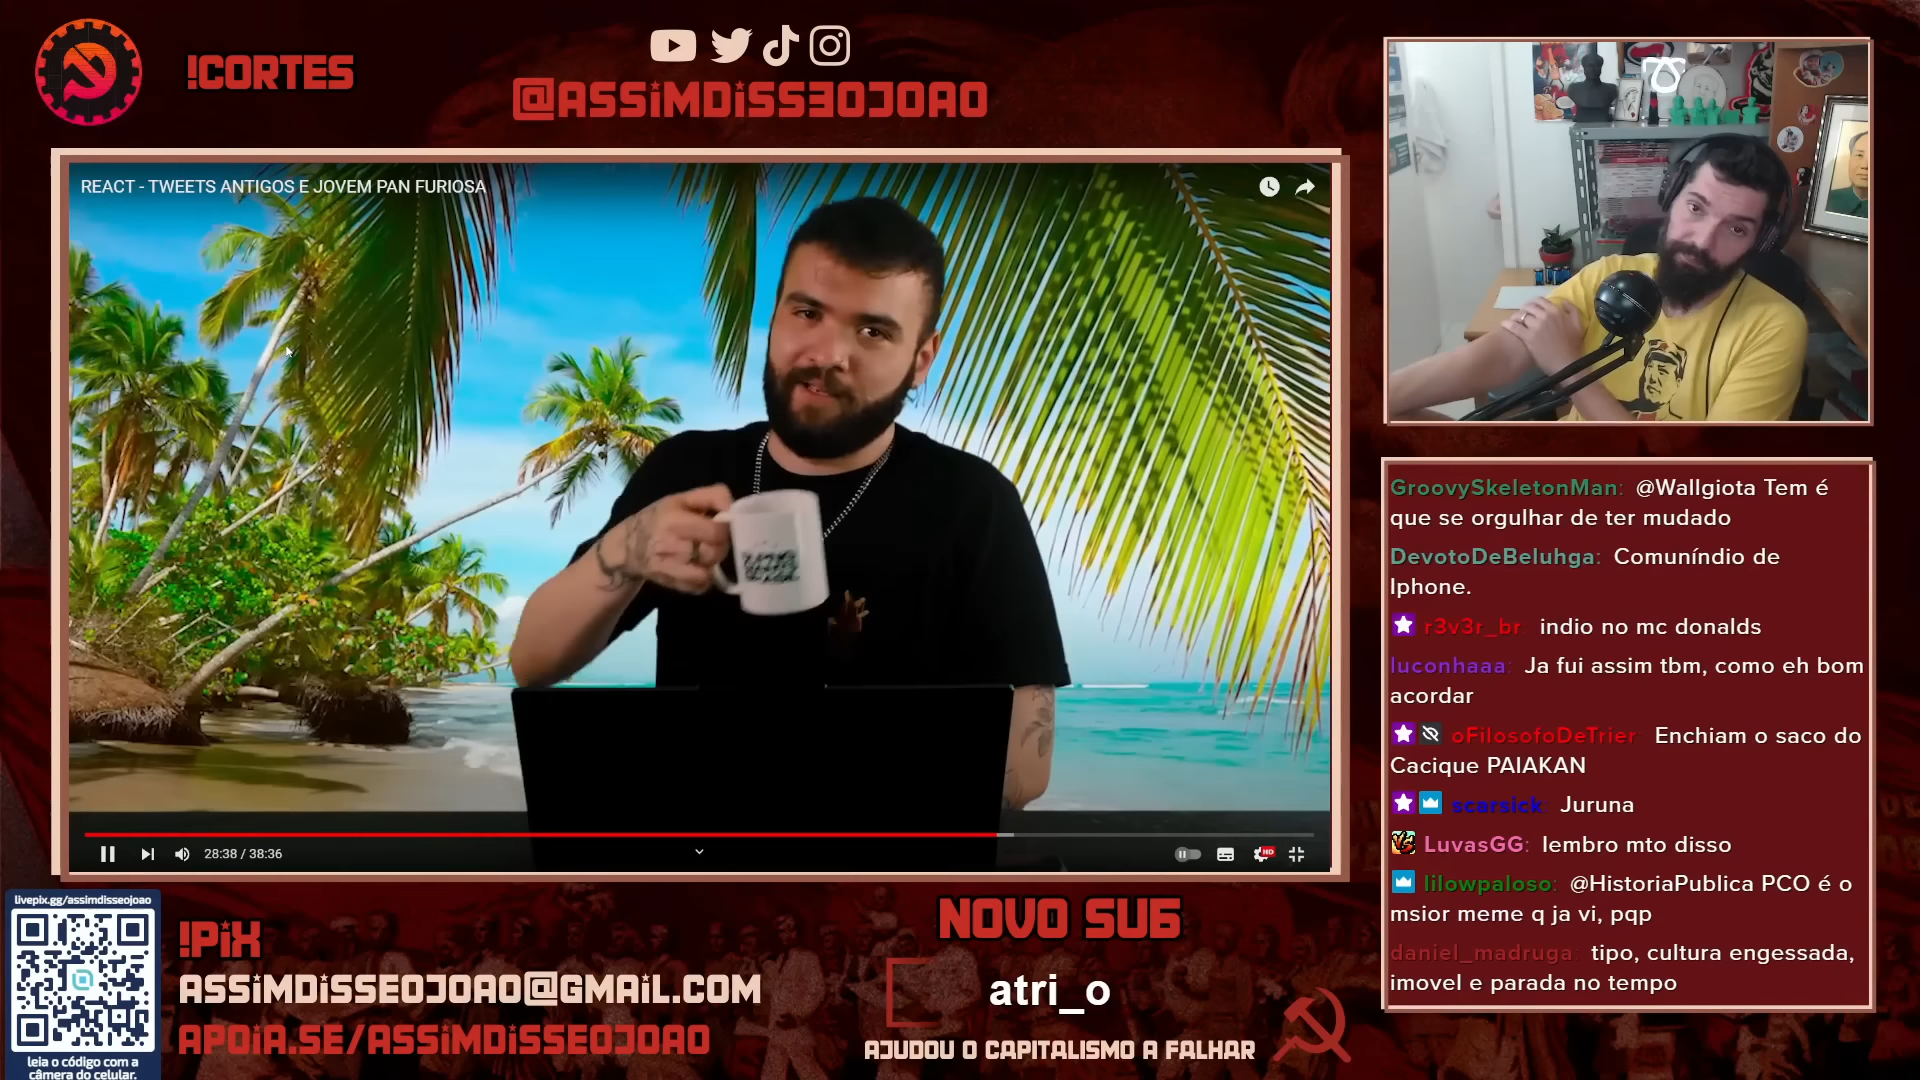 !CORTES
@ASSIMDISSEOJOAO
REACT - TWEETS ANTIGOS E JOVEM PAN FURIOSA
28:38 / 38:36
HD
GroovySkeletonMan: @Wallgiota Tem é
que se orgulhar de ter mudado
DevotoDeBeluhga: Comuníndio de
Iphone.
r3v3r_br: indio no mc donalds
luconhaaa: Ja fui assim tbm, como eh bom
acordar
oFilosofoDeTrier: Enchiam o saco do
Cacique PAIAKAN
scarsick: Juruna
LuvasGG: lembro mto disso
lilowpaloso: @HistoriaPublica PCO é o
msior meme q ja vi, pqp
daniel_madruga: tipo, cultura engessada,
imovel e parada no tempo
livepix.gg/assimdisseojoao
leia o código com a
câmera do celular.
!PIX
ASSIMDISSEOJOAO@GMAIL.COM
APOIA.SE/ASSIMDISSEOJOAO
NOVO SUB
atri_o
AJUDOU O CAPITALISMO A FALHAR